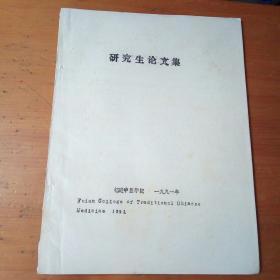 研究生论文集
福建中医学院 一九九一年
Fujian College of Traditional Chinese
Medicine 1991